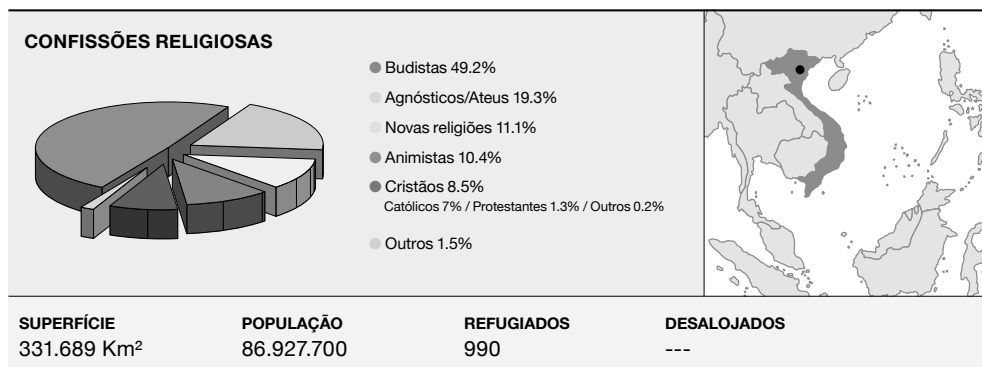 CONFISSÕES RELIGIOSAS
Budistas 49.2%
Agnósticos/Ateus 19.3%
Novas religiões 11.1%
Animistas 10.4%
Cristãos 8.5%
Católicos 7% / Protestantes 1.3% / Outros 0.2%
Outros 1.5%
SUPERFÍCIE
331.689 Km²
POPULAÇÃO
86.927.700
REFUGIADOS
990
DESALOJADOS
---